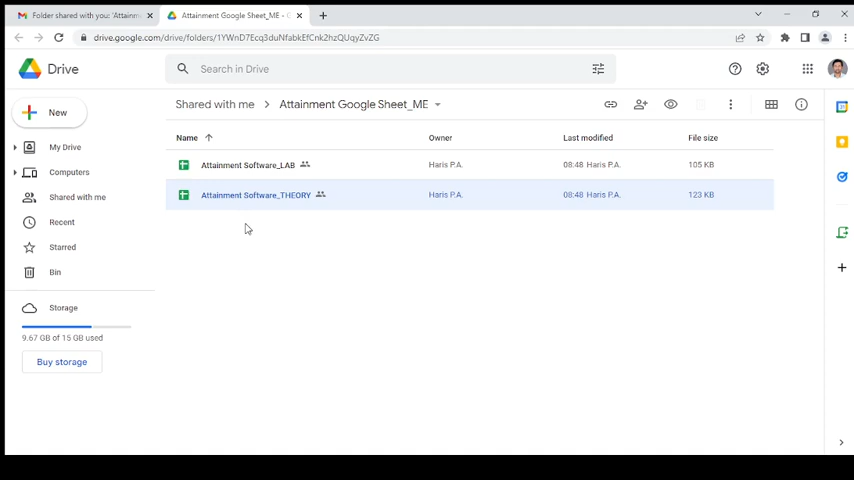 Folder shared with you: 'Attainm
Attainment Google Sheet_ME - G
drive.google.com/drive/folders/1YWnD7Ecq3duNfabkEfCnk2hzQUqyZvZG
Drive
Search in Drive
New
Shared with me
Attainment Google Sheet_ME
Name
Owner
Last modified
File size
Attainment Software_LAB
Haris P.A.
08:48 Haris P.A.
105 KB
Attainment Software_THEORY
Haris P.A.
08:48 Haris P.A.
123 KB
My Drive
Computers
Shared with me
Recent
Starred
Bin
Storage
9.67 GB of 15 GB used
Buy storage